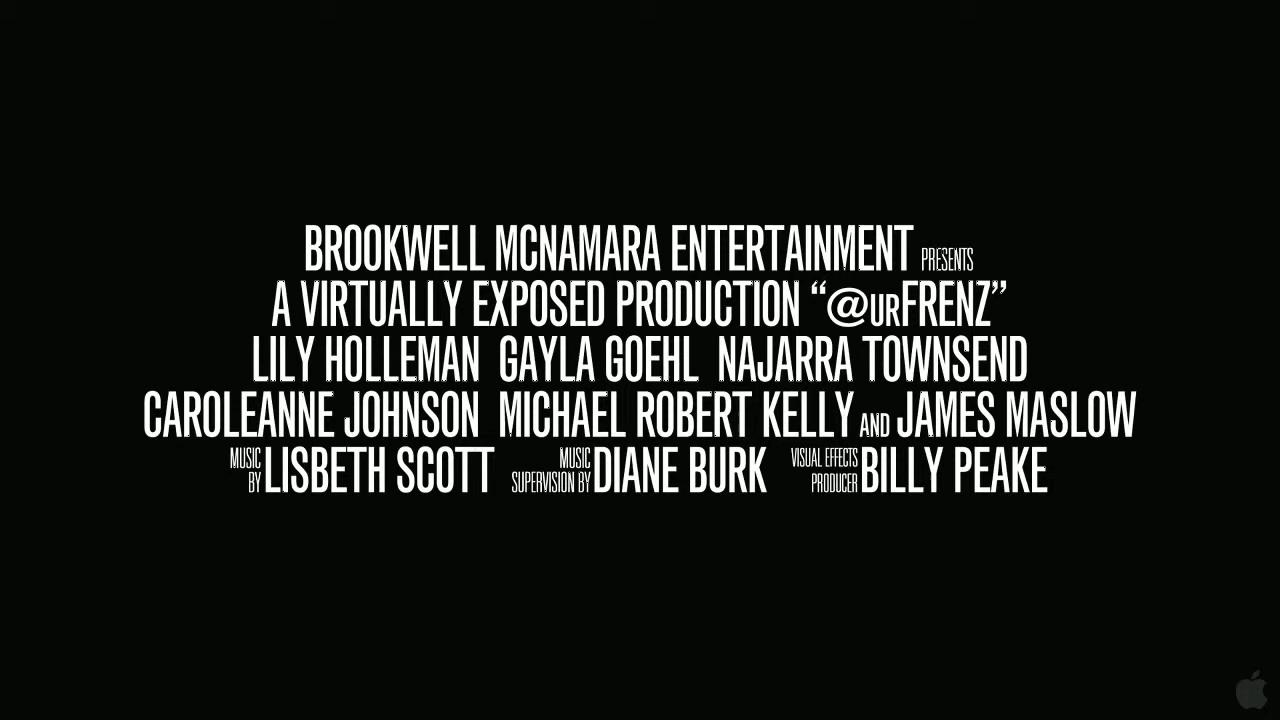 BROOKWELL MCNAMARA ENTERTAINMENT PRESENTS
A VIRTUALLY EXPOSED PRODUCTION “@URFRENZ”
LILY HOLLEMAN GAYLA GOEHL NAJARRA TOWNSEND
CAROLEANNE JOHNSON MICHAEL ROBERT KELLY AND JAMES MASLOW
MUSIC BY LISBETH SCOTT MUSIC SUPERVISION BY DIANE BURK VISUAL EFFECTS PRODUCER BILLY PEAKE